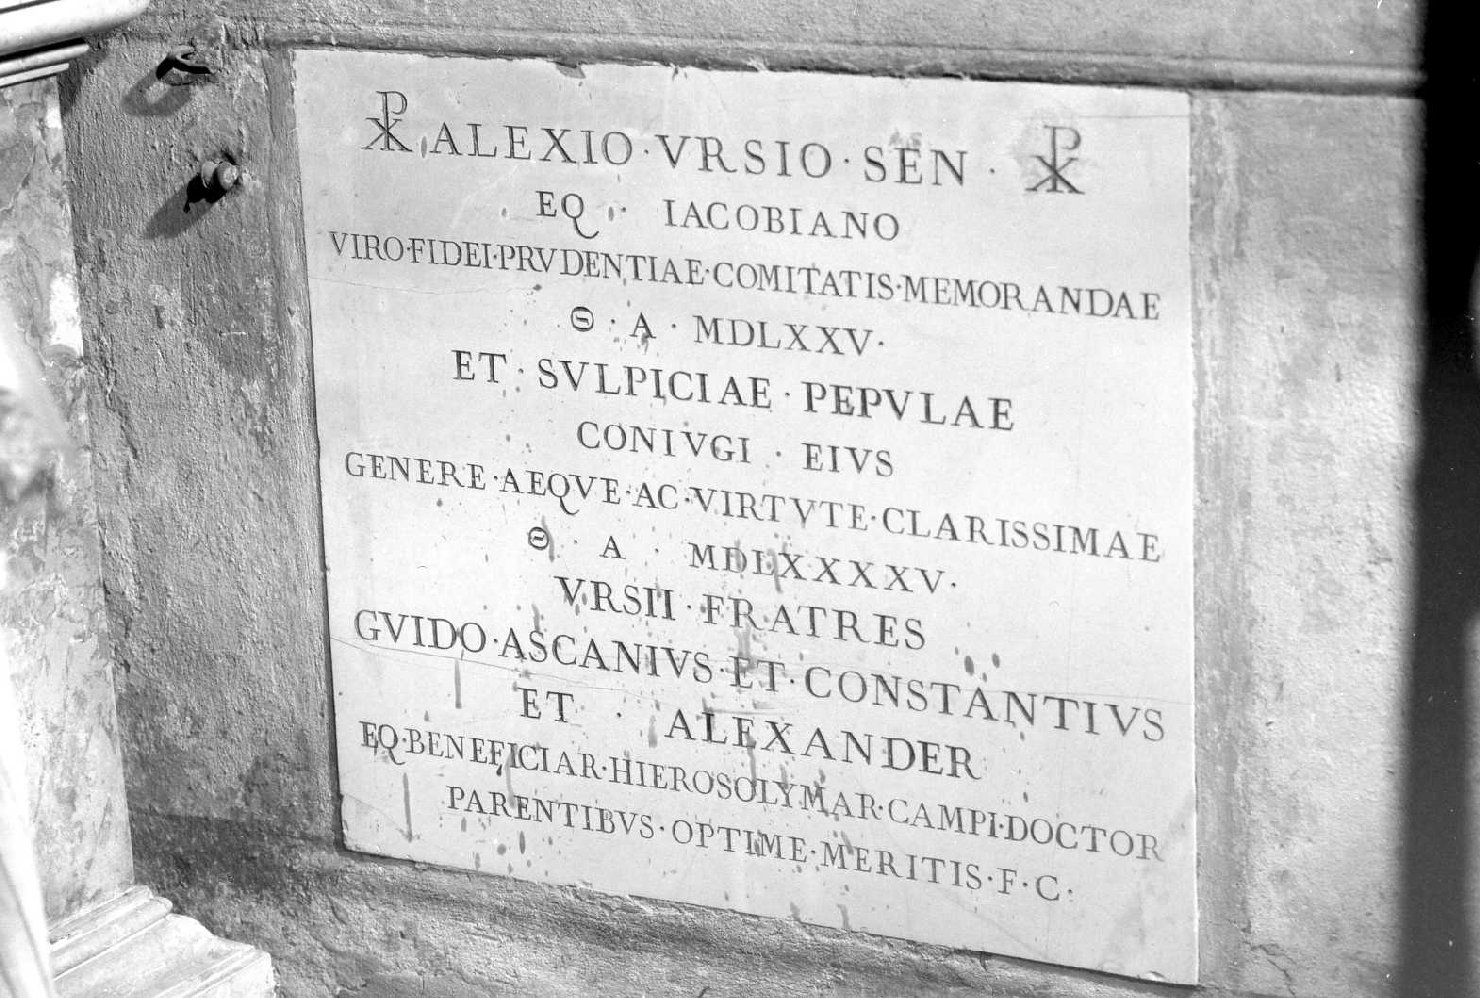 ☧ ALEXIO · VRSIO · SEN · ☧
EQ · IACOBIANO
VIRO · FIDEI · PRVDENTIAE · COMITATIS · MEMORANDAE
Θ · A · MDLXXV ·
ET · SVLPICIAE · PEPVLAE
CONIVGI · EIVS
GENERE · AEQVE · AC · VIRTVTE · CLARISSIMAE
Θ · A · MDLXXXXV ·
VRSII · FRATRES
GVIDO · ASCANIVS · ET · CONSTANTIVS
ET · ALEXANDER
EQ · BENEFICIAR · HIEROSOLYMAR · CAMPI · DOCTOR
PARENTIBVS · OPTIME · MERITIS · F · C ·